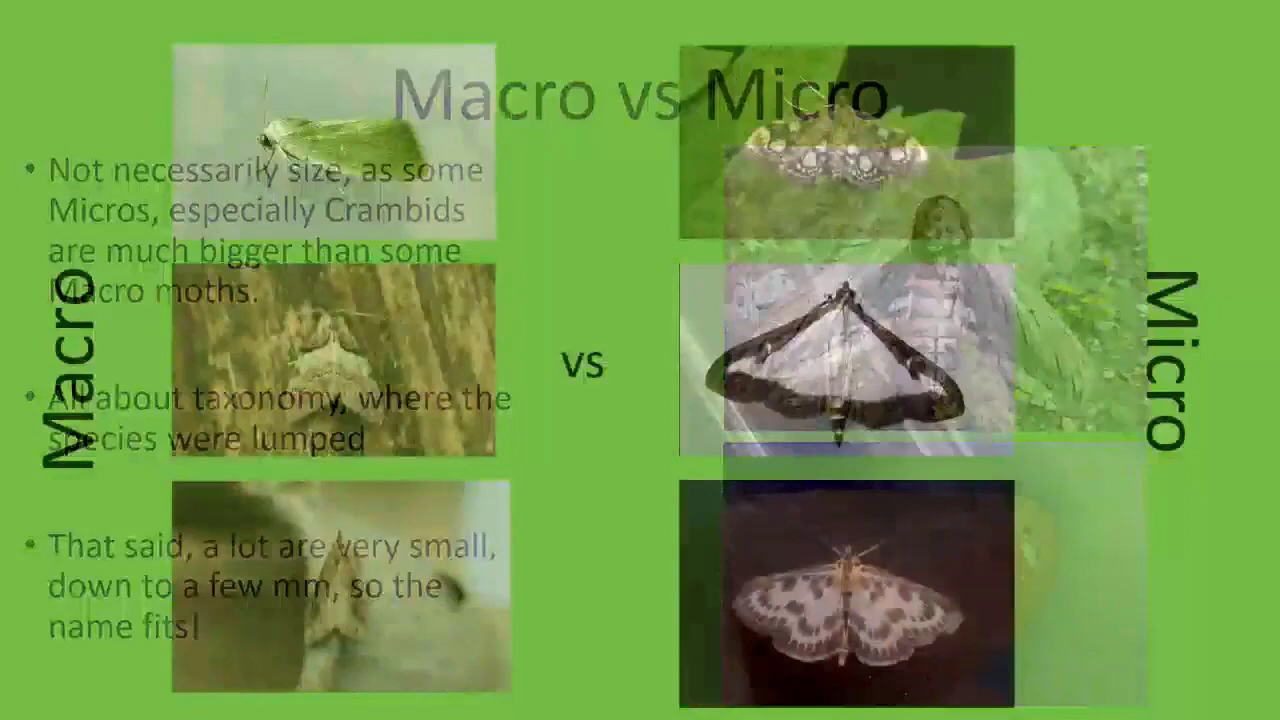 Macro vs Micro
• Not necessarily size, as some
Micros, especially Crambids
are much bigger than some
Macro moths.
• All about taxonomy, where the
species were lumped
• That said, a lot are very small,
down to a few mm, so the
name fits!
Macro
vs
Micro